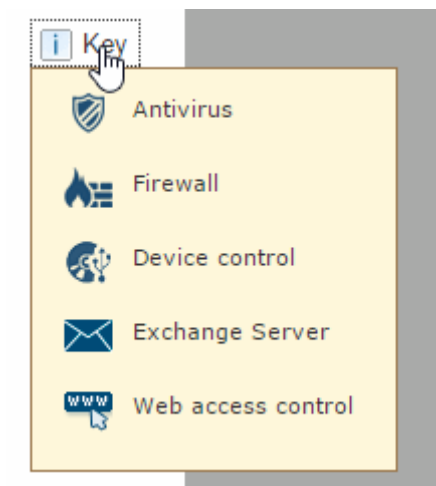 i Key
Antivirus
Firewall
Device control
Exchange Server
www Web access control